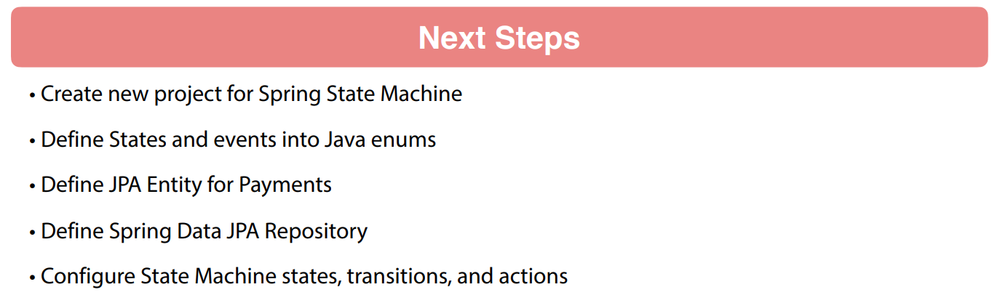 Next Steps
• Create new project for Spring State Machine
• Define States and events into Java enums
• Define JPA Entity for Payments
• Define Spring Data JPA Repository
• Configure State Machine states, transitions, and actions